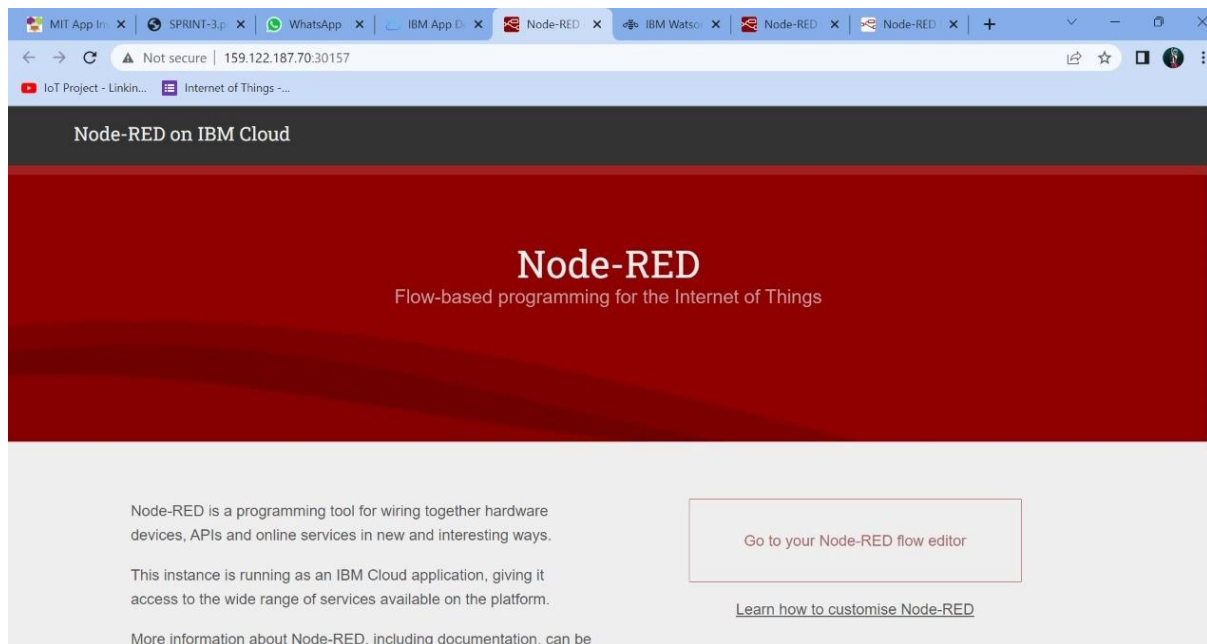 MIT App In
SPRINT-3.p
WhatsApp
IBM App D
Node-RED
IBM Watso
Node-RED
Node-RED
Not secure | 159.122.187.70:30157
IoT Project - Linkin...
Internet of Things -...
Node-RED on IBM Cloud
Node-RED
Flow-based programming for the Internet of Things
Node-RED is a programming tool for wiring together hardware
devices, APIs and online services in new and interesting ways.
This instance is running as an IBM Cloud application, giving it
access to the wide range of services available on the platform.
More information about Node-RED, including documentation, can be
Go to your Node-RED flow editor
Learn how to customise Node-RED